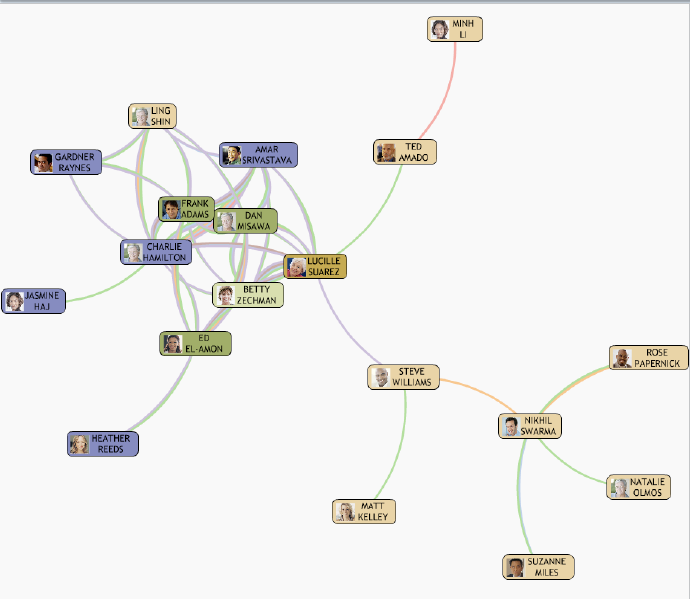 MINH
LI
LING
SHIN
TED
AMADO
AMAR
SRIVASTAVA
GARDNER
RAYNES
FRANK
ADAMS
DAN
MISAWA
CHARLIE
HAMILTON
LUCILLE
SUAREZ
BETTY
ZECHMAN
JASMINE
HAJ
ED
EL-AMON
ROSE
PAPERNICK
STEVE
WILLIAMS
NIKHIL
SWARMA
HEATHER
REEDS
NATALIE
OLMOS
MATT
KELLEY
SUZANNE
MILES